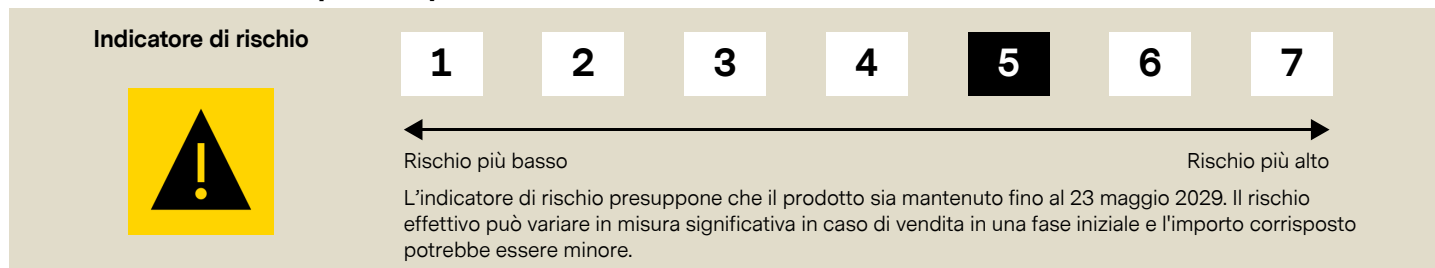 Indicatore di rischio
1 2 3 4 5 6 7
Rischio più basso Rischio più alto
L'indicatore di rischio presuppone che il prodotto sia mantenuto fino al 23 maggio 2029. Il rischio
effettivo può variare in misura significativa in caso di vendita in una fase iniziale e l'importo corrisposto
potrebbe essere minore.